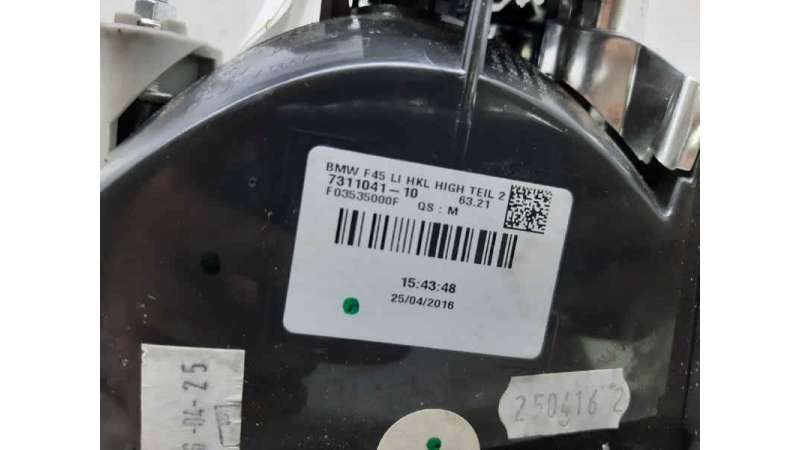 BMW F45 LI HKL HIGH TEIL 2
7311041-10 63.21
F03535000F QS : M
15:43:48
25/04/2016
-04-25
250416 2